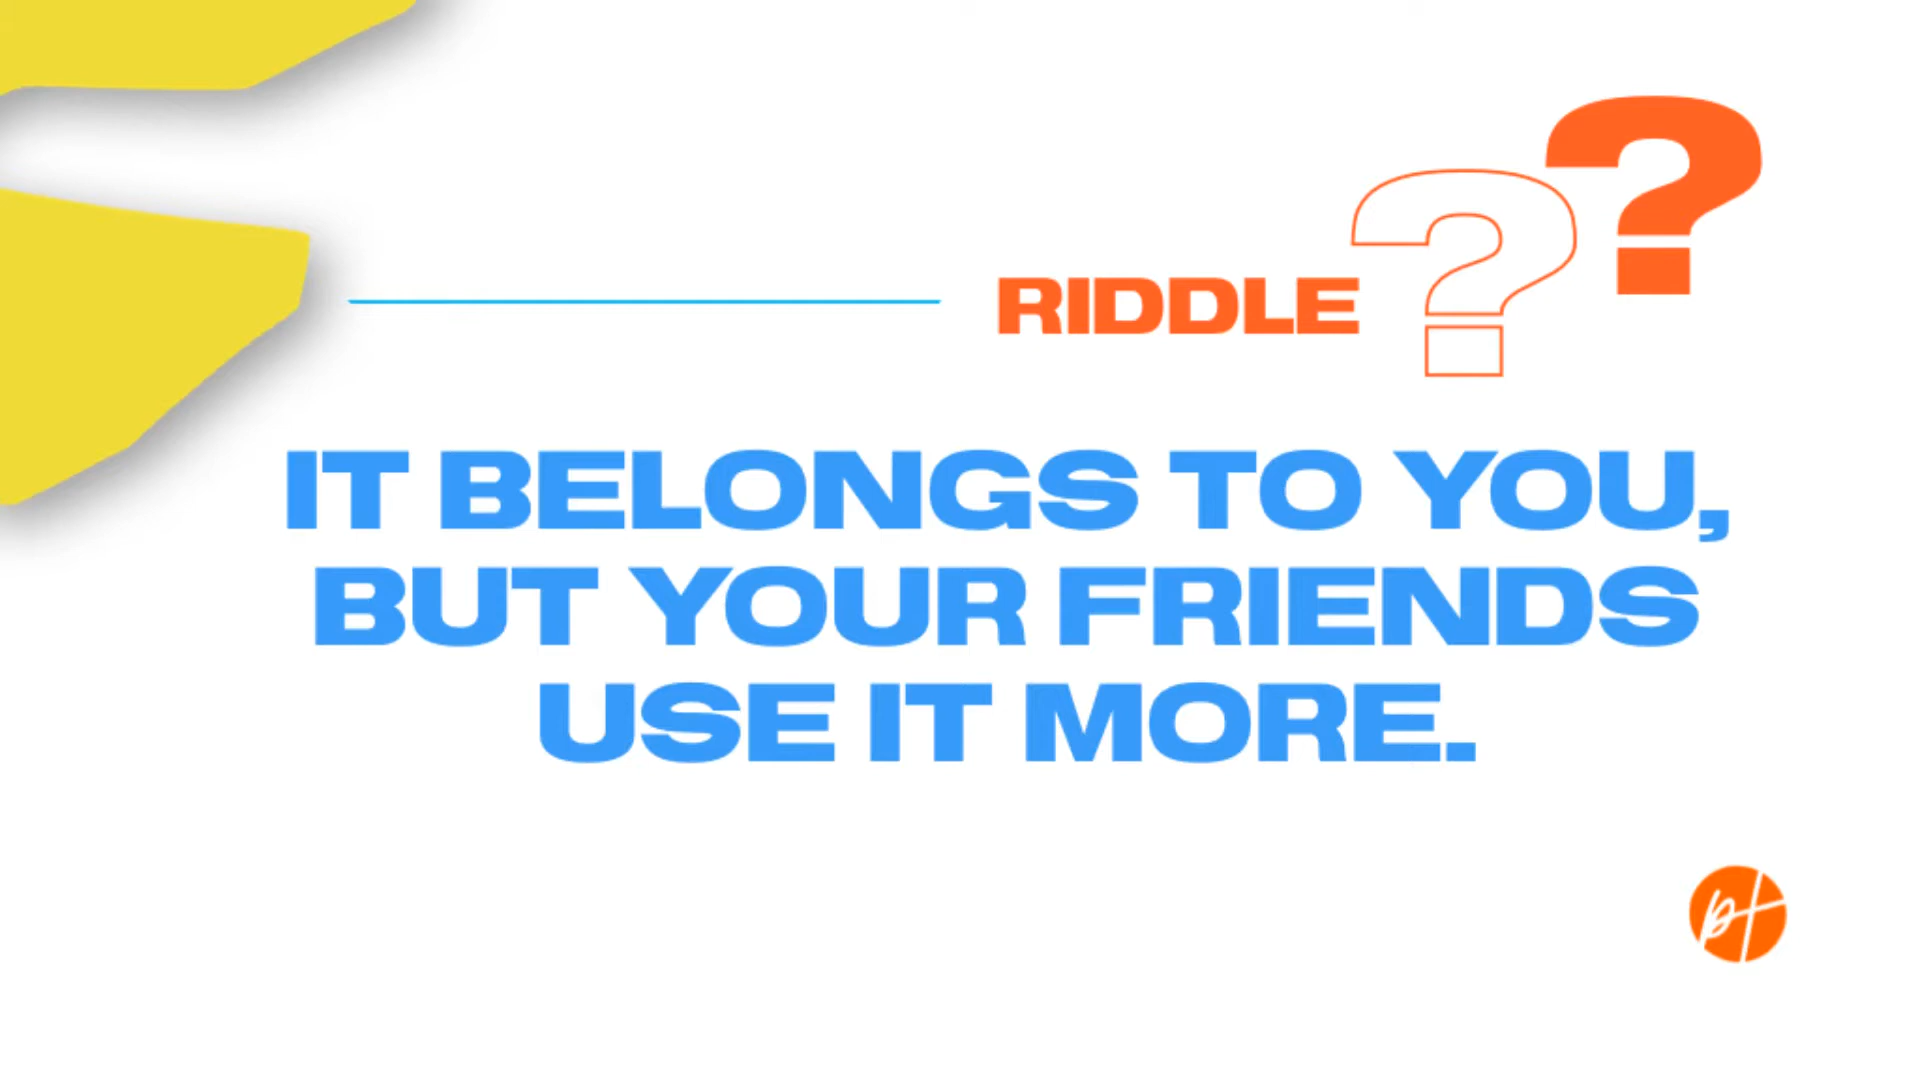 RIDDLE??
IT BELONGS TO YOU,
BUT YOUR FRIENDS
USE IT MORE.